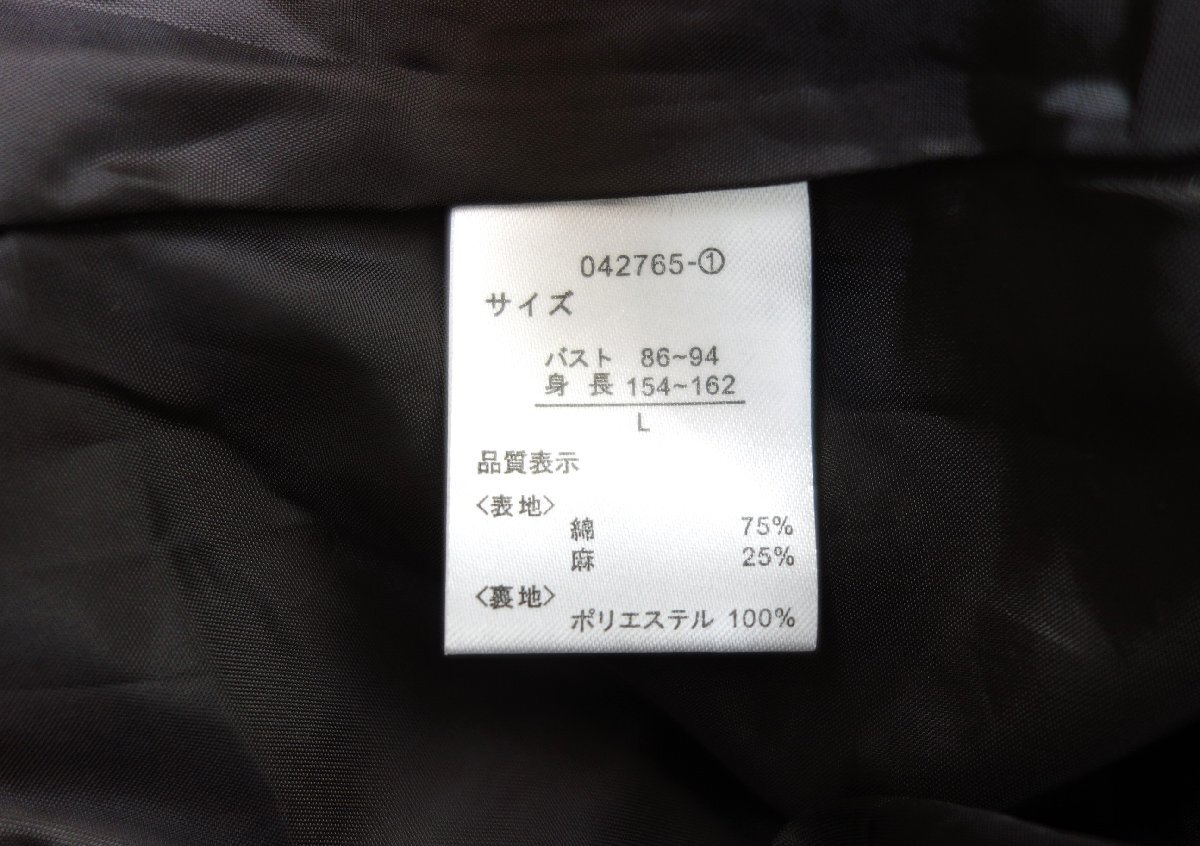 042765-①
サイズ
バスト 86~94
身長 154~162
L
品質表示
〈表地〉
綿 75%
麻 25%
〈裏地〉
ポリエステル 100%